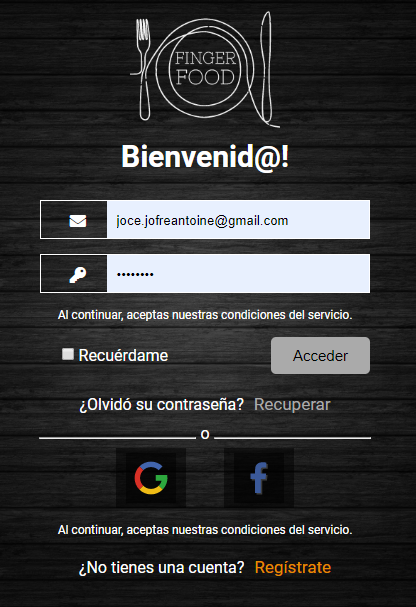 FINGER
FOOD
Bienvenid@!
joce.jofreantoine@gmail.com
••••••••
Al continuar, aceptas nuestras condiciones del servicio.
Recuérdame
Acceder
¿Olvidó su contraseña? Recuperar
O
Al continuar, aceptas nuestras condiciones del servicio.
¿No tienes una cuenta? Regístrate